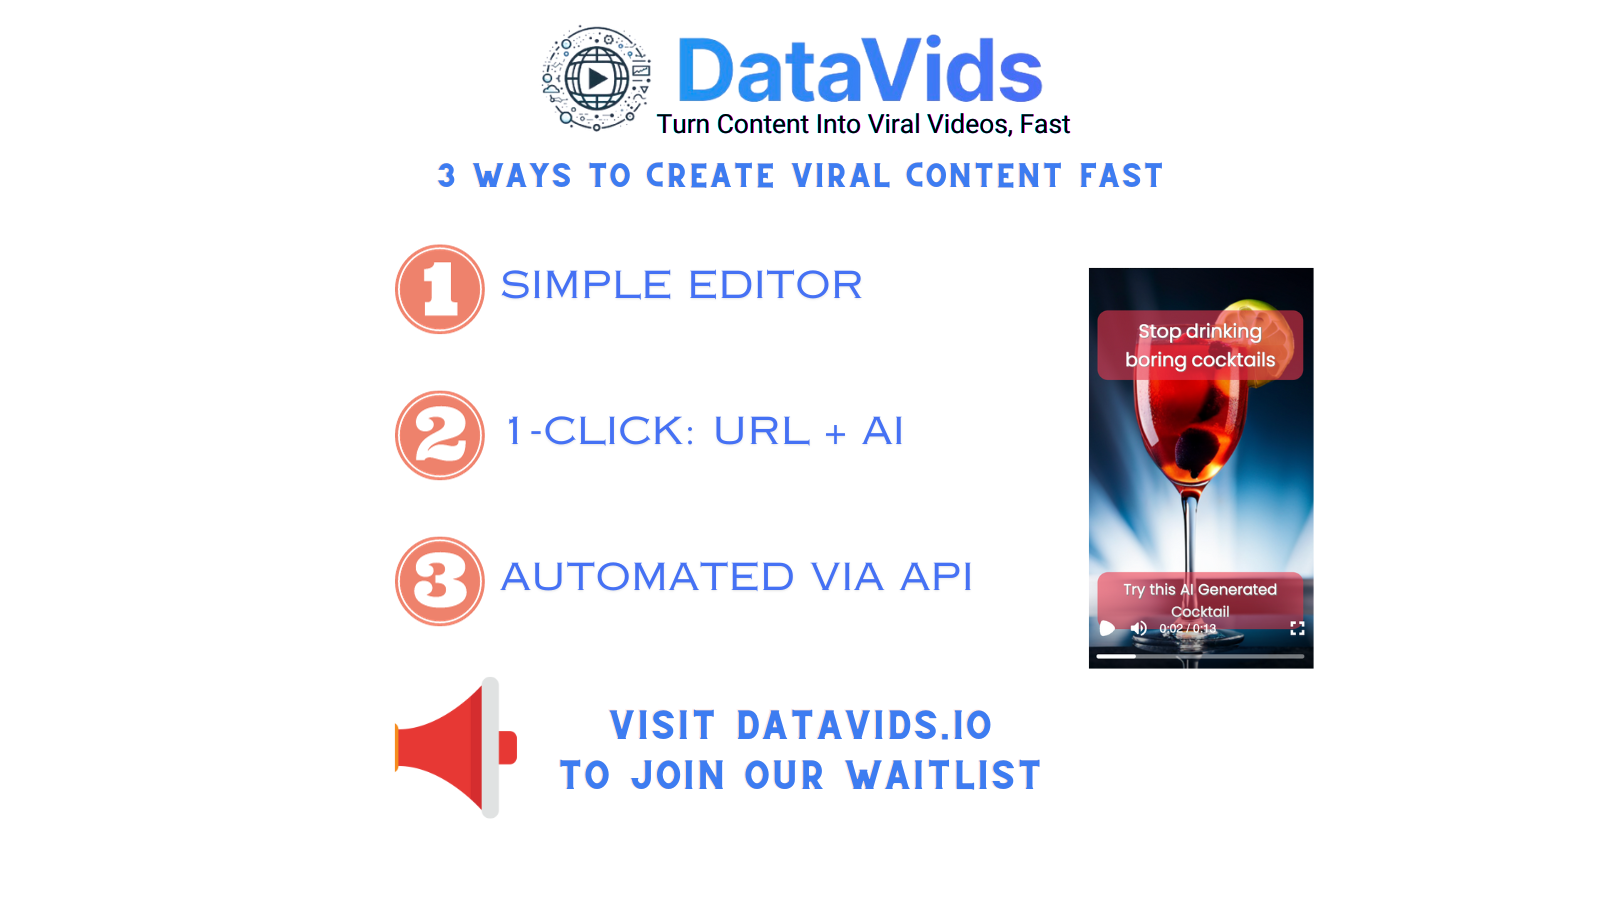 DataVids
Turn Content Into Viral Videos, Fast
3 WAYS TO CREATE VIRAL CONTENT FAST
1 SIMPLE EDITOR
2 1-CLICK: URL + AI
3 AUTOMATED VIA API
Stop drinking
boring cocktails
Try this AI Generated
Cocktail
0:02 / 0:13
VISIT DATAVIDS.IO
TO JOIN OUR WAITLIST